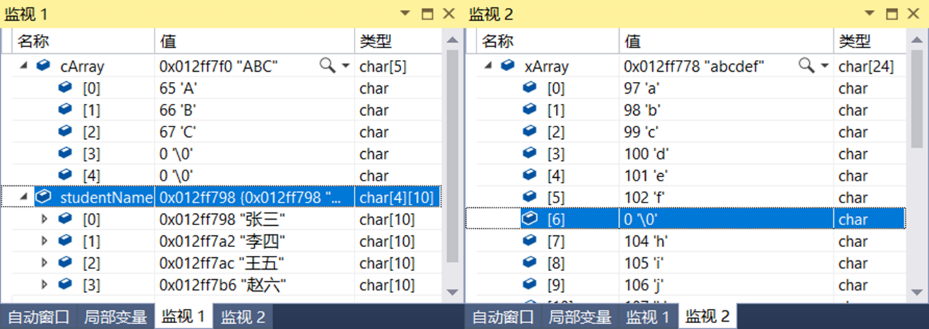 监视 1
名称 值 类型
cArray 0x012ff7f0 "ABC" char[5]
[0] 65 'A' char
[1] 66 'B' char
[2] 67 'C' char
[3] 0 '\0' char
[4] 0 '\0' char
studentName 0x012ff798 {0x012ff798 "... char[4][10]
[0] 0x012ff798 "张三" char[10]
[1] 0x012ff7a2 "李四" char[10]
[2] 0x012ff7ac "王五" char[10]
[3] 0x012ff7b6 "赵六" char[10]
自动窗口 局部变量 监视 1 监视 2
监视 2
名称 值 类型
xArray 0x012ff778 "abcdef" char[24]
[0] 97 'a' char
[1] 98 'b' char
[2] 99 'c' char
[3] 100 'd' char
[4] 101 'e' char
[5] 102 'f' char
[6] 0 '\0' char
[7] 104 'h' char
[8] 105 'i' char
[9] 106 'j' char
自动窗口 局部变量 监视 1 监视 2